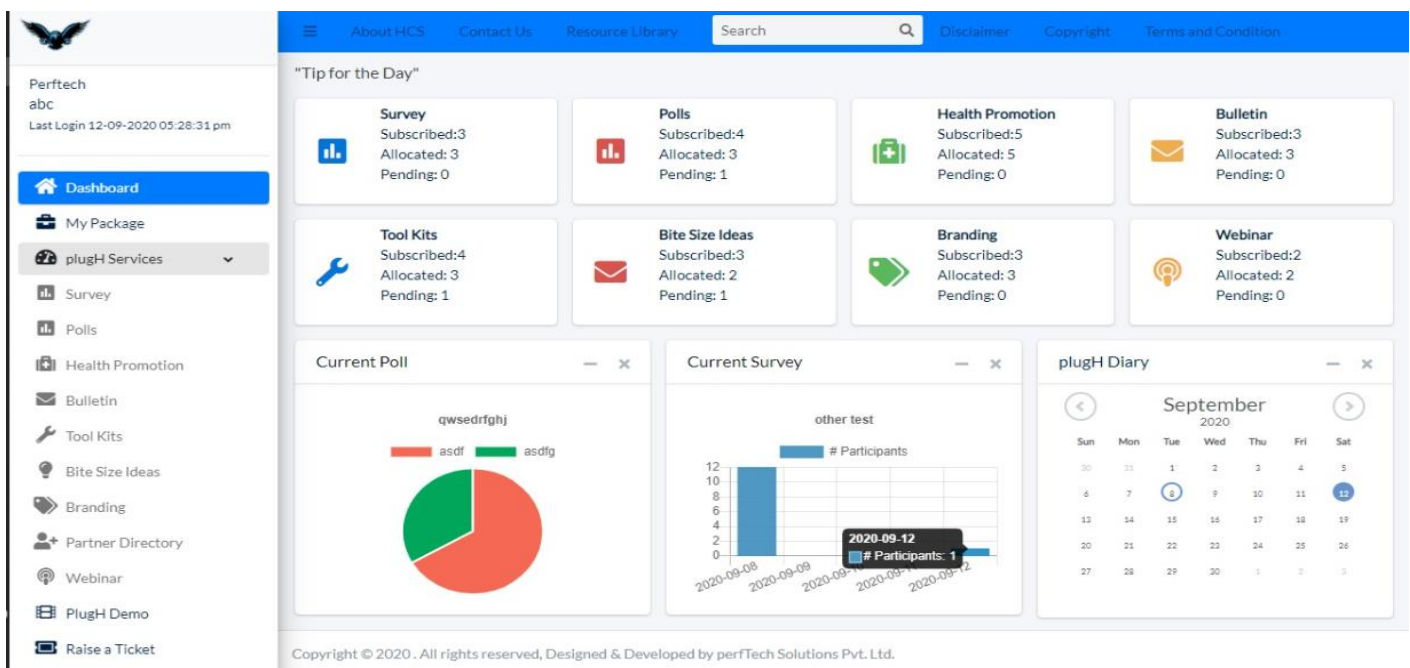 Perftech
abc
Last Login 12-09-2020 05:28:31 pm
Dashboard
My Package
plugH Services
Survey
Polls
Health Promotion
Bulletin
Tool Kits
Bite Size Ideas
Branding
Partner Directory
Webinar
PlugH Demo
Raise a Ticket
About HCS Contact Us Resource Library Search Disclaimer Copyright Terms and Condition
"Tip for the Day"
Survey
Subscribed:3
Allocated: 3
Pending: 0
Polls
Subscribed:4
Allocated: 3
Pending: 1
Health Promotion
Subscribed:5
Allocated: 5
Pending: 0
Bulletin
Subscribed:3
Allocated: 3
Pending: 0
Tool Kits
Subscribed:4
Allocated: 3
Pending: 1
Bite Size Ideas
Subscribed:3
Allocated: 2
Pending: 1
Branding
Subscribed:3
Allocated: 3
Pending: 0
Webinar
Subscribed:2
Allocated: 2
Pending: 0
Current Poll
qwsedrfghj
asdf asdfg
Current Survey
other test
# Participants
12
10
8
6
4
2
0
2020-09-12
# Participants: 1
2020-09-08 2020-09-09 2020-09-12
plugH Diary
September
2020
Sun Mon Tue Wed Thu Fri Sat
30 31 1 2 3 4 5
6 7 8 9 10 11 12
13 14 15 16 17 18 19
20 21 22 23 24 25 26
27 28 29 30 1 2 3
Copyright © 2020 . All rights reserved, Designed & Developed by perfTech Solutions Pvt. Ltd.